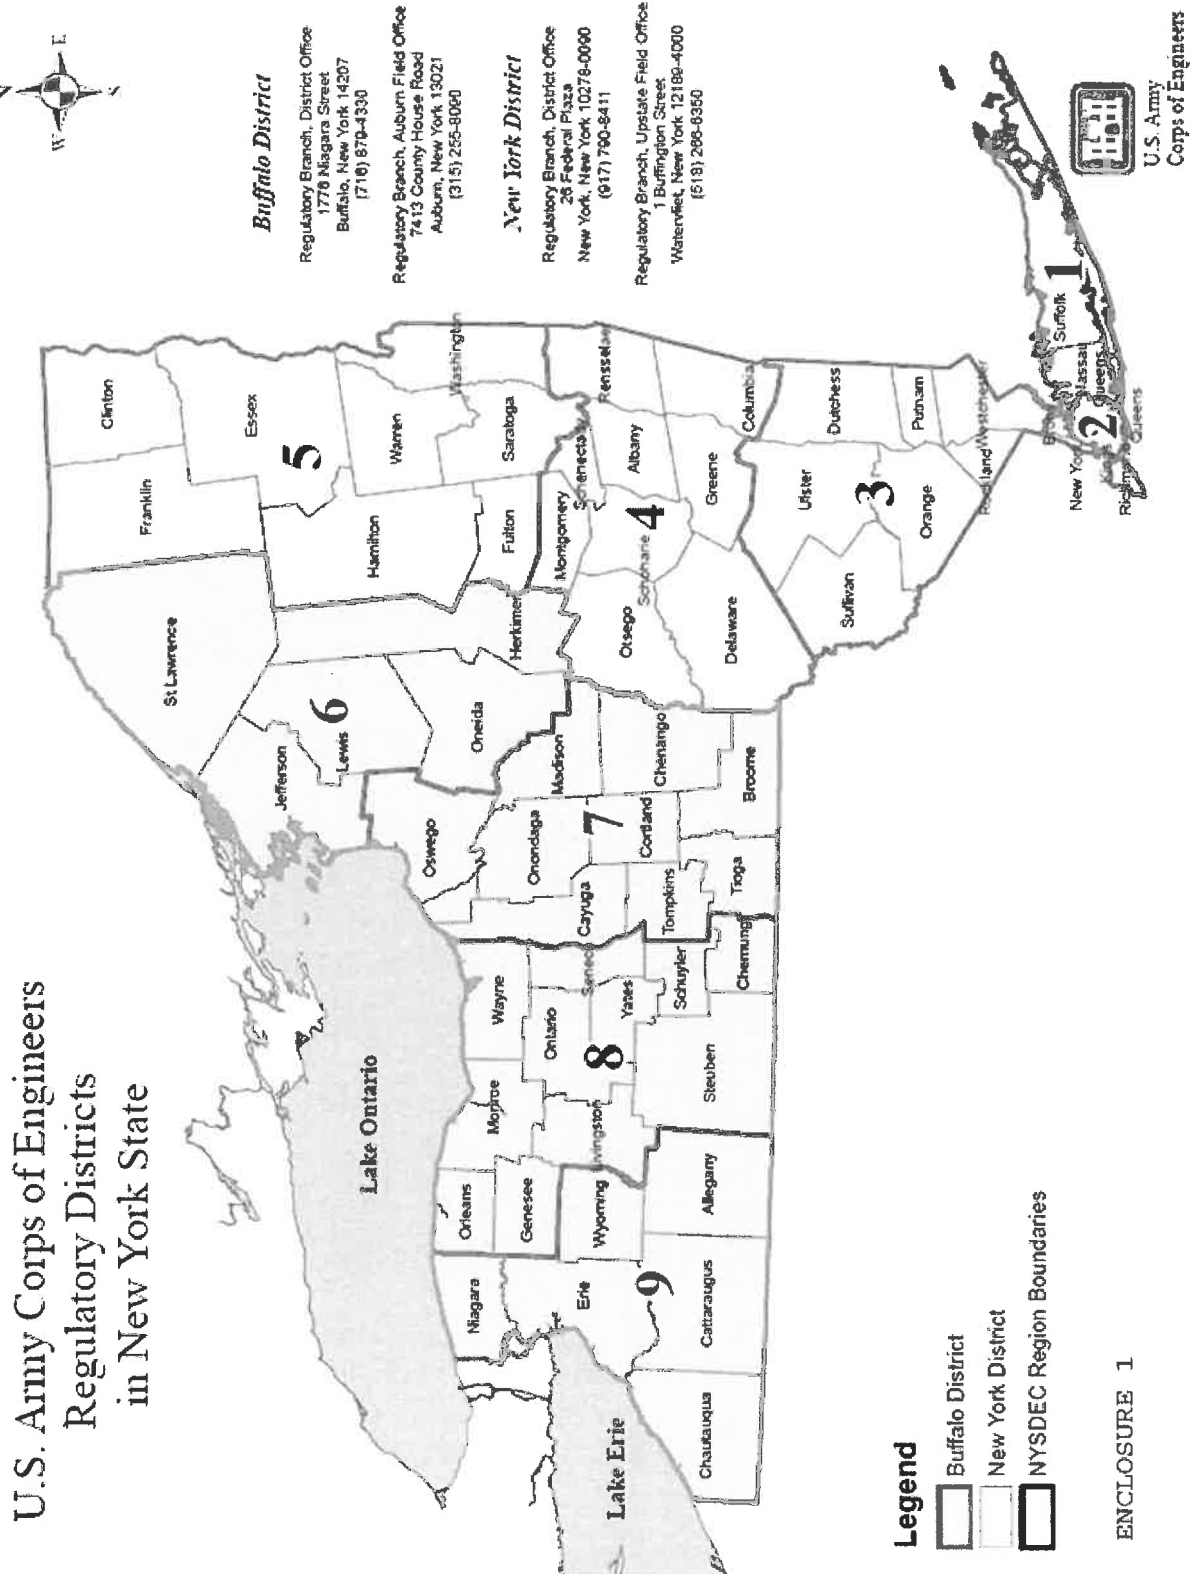 U.S. Army Corps of Engineers
Regulatory Districts
in New York State
W
E
S
Buffalo District
Regulatory Branch, District Office
1776 Niagara Street
Buffalo, New York 14207
(716) 879-4330
Regulatory Branch, Auburn Field Office
7413 County House Road
Auburn, New York 13021
(315) 255-8090
New York District
Regulatory Branch, District Office
26 Federal Plaza
New York, New York 10278-0090
(917) 790-8411
Regulatory Branch, Upstate Field Office
1 Buffington Street
Watervliet, New York 12189-4000
(518) 266-6350
Clinton
Franklin
St Lawrence
Essex
5
Jefferson
Lewis
6
Hamilton
Warren
Washington
Lake Ontario
Oswego
Oneida
Herkimer
Fulton
Saratoga
Niagara
Orleans
Monroe
Wayne
Genesee
Ontario
Onondaga
Madison
Montgomery
Erie
Wyoming
Livingston
8
Yates
Cayuga
7
Cortland
Otsego
Schoharie
4
Albany
Lake Erie
9
Schuyler
Tompkins
Chenango
Delaware
Greene
Columbia
Chautauqua
Cattaraugus
Allegany
Steuben
Chemung
Tioga
Broome
Ulster
Dutchess
Sullivan
3
Orange
Putnam
Westchester
Suffolk
1
Nassau
Queens
2
Queens
Legend
Buffalo District
New York District
NYSDEC Region Boundaries
U.S. Army
Corps of Engineers
ENCLOSURE 1